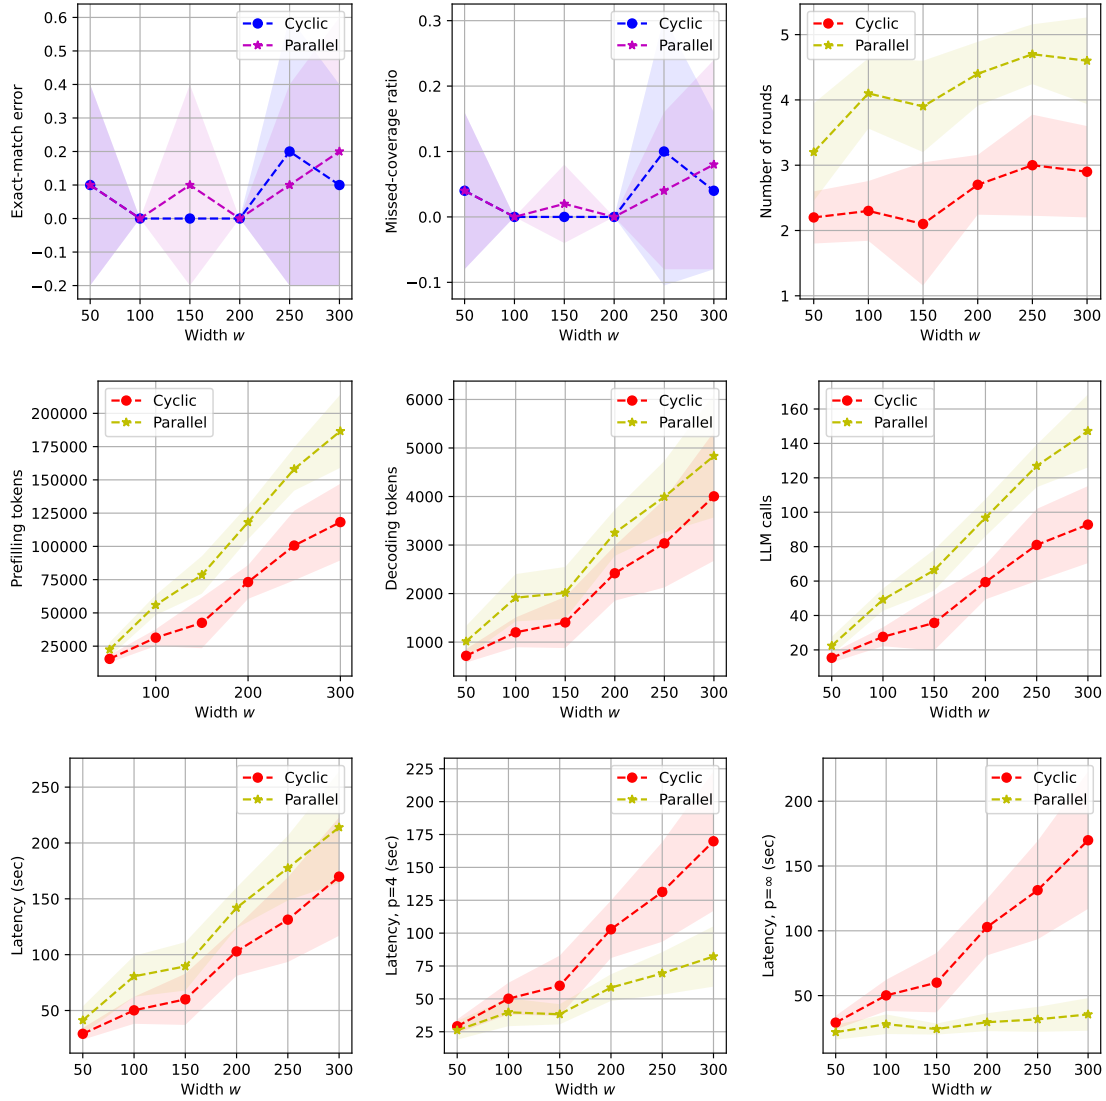 Exact-match error
0.6
0.5
0.4
0.3
0.2
0.1
0.0
−0.1
−0.2
50 100 150 200 250 300
Width w
Cyclic
Parallel
Missed-coverage ratio
0.3
0.2
0.1
0.0
−0.1
50 100 150 200 250 300
Width w
Cyclic
Parallel
Number of rounds
5
4
3
2
1
50 100 150 200 250 300
Width w
Cyclic
Parallel
Prefilling tokens
200000
175000
150000
125000
100000
75000
50000
25000
100 150 200 250 300
Width w
Cyclic
Parallel
Decoding tokens
6000
5000
4000
3000
2000
1000
50 100 150 200 250 300
Width w
Cyclic
Parallel
LLM calls
160
140
120
100
80
60
40
20
50 100 150 200 250 300
Width w
Cyclic
Parallel
Latency (sec)
250
200
150
100
50
50 100 150 200 250 300
Width w
Cyclic
Parallel
Latency, p=4 (sec)
225
200
175
150
125
100
75
50
25
50 100 150 200 250 300
Width w
Cyclic
Parallel
Latency, p=∞ (sec)
200
150
100
50
50 100 150 200 250 300
Width w
Cyclic
Parallel